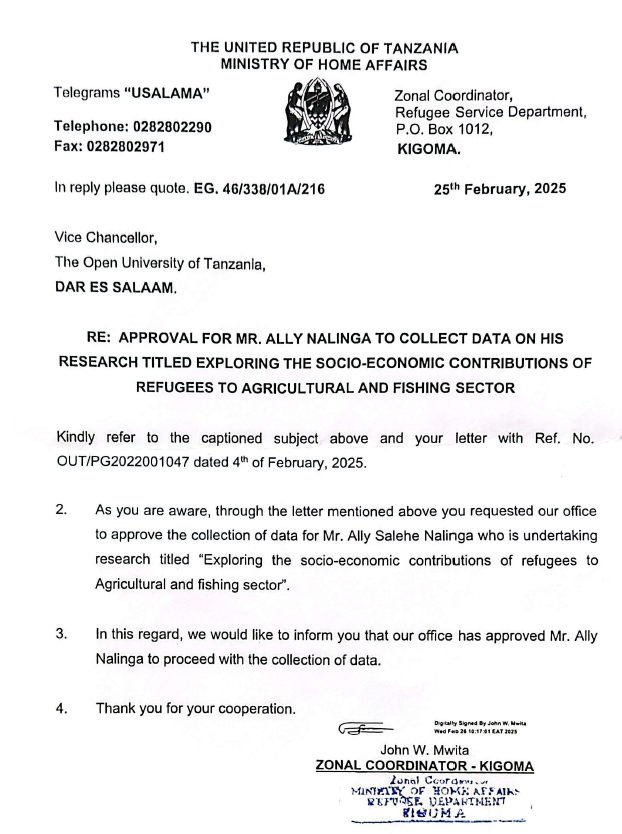 THE UNITED REPUBLIC OF TANZANIA
MINISTRY OF HOME AFFAIRS
Telegrams "USALAMA"
Telephone: 0282802290
Fax: 0282802971
Zonal Coordinator,
Refugee Service Department,
P.O. Box 1012,
KIGOMA.
In reply please quote. EG. 46/338/01A/216
25th February, 2025
Vice Chancellor,
The Open University of Tanzania,
DAR ES SALAAM.
RE: APPROVAL FOR MR. ALLY NALINGA TO COLLECT DATA ON HIS
RESEARCH TITLED EXPLORING THE SOCIO-ECONOMIC CONTRIBUTIONS OF
REFUGEES TO AGRICULTURAL AND FISHING SECTOR
Kindly refer to the captioned subject above and your letter with Ref. No.
OUT/PG2022001047 dated 4th of February, 2025.
2. As you are aware, through the letter mentioned above you requested our office
to approve the collection of data for Mr. Ally Salehe Nalinga who is undertaking
research titled "Exploring the socio-economic contributions of refugees to
Agricultural and fishing sector".
3. In this regard, we would like to inform you that our office has approved Mr. Ally
Nalinga to proceed with the collection of data.
4. Thank you for your cooperation.
Digitally Signed By John W. Mwita
Wed Feb 26 10:17:01 EAT 2025
John W. Mwita
ZONAL COORDINATOR - KIGOMA
Zonal Coordinator
MINISTRY OF HOME AFFAIRS
REFUGEE DEPARTMENT
KIGOMA